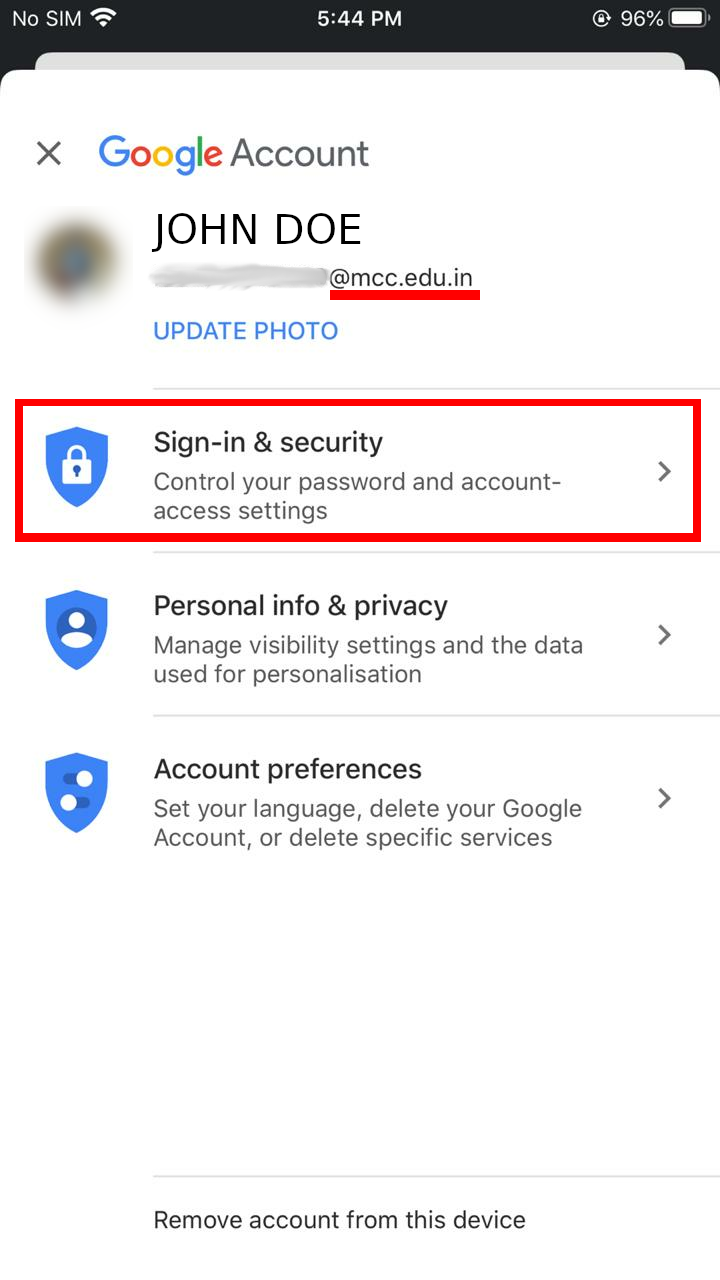 No SIM 5:44 PM 96%
Google Account
JOHN DOE
@mcc.edu.in
UPDATE PHOTO
Sign-in & security
Control your password and account-
access settings
Personal info & privacy
Manage visibility settings and the data
used for personalisation
Account preferences
Set your language, delete your Google
Account, or delete specific services
Remove account from this device